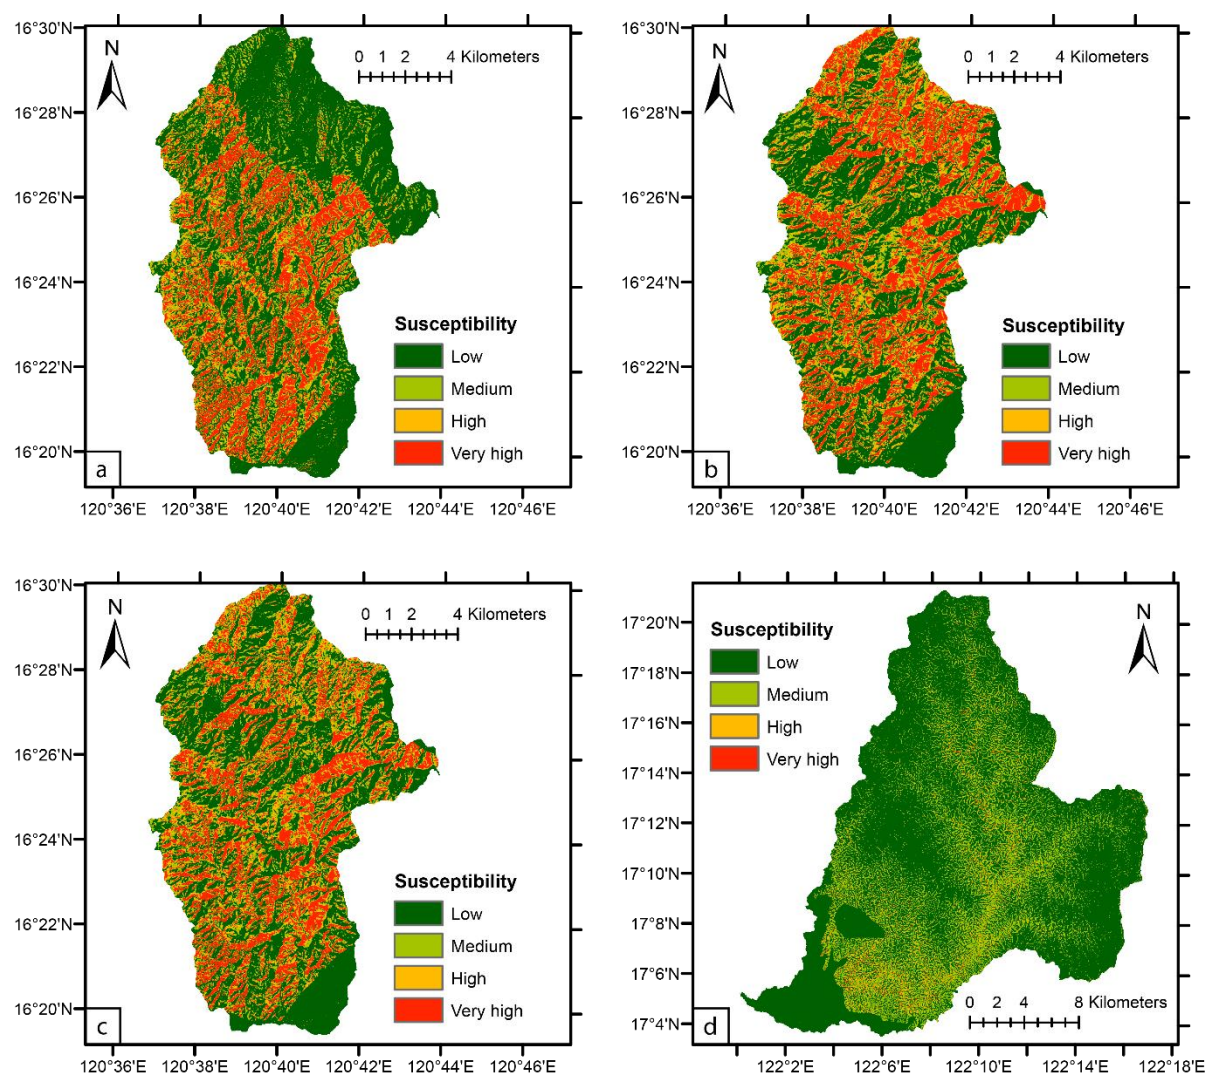 16°30'N
N
0 1 2 4 Kilometers
16°28'N
16°26'N
16°24'N
Susceptibility
Low
16°22'N
Medium
High
16°20'N
Very high
a
120°36'E 120°38'E 120°40'E 120°42'E 120°44'E 120°46'E
16°30'N
N
0 1 2 4 Kilometers
16°28'N
16°26'N
16°24'N
Susceptibility
Low
16°22'N
Medium
High
16°20'N
Very high
b
120°36'E 120°38'E 120°40'E 120°42'E 120°44'E 120°46'E
16°30'N
N
0 1 2 4 Kilometers
16°28'N
16°26'N
16°24'N
Susceptibility
Low
16°22'N
Medium
High
16°20'N
Very high
c
120°36'E 120°38'E 120°40'E 120°42'E 120°44'E 120°46'E
17°20'N
Susceptibility
N
Low
17°18'N
Medium
17°16'N
High
Very high
17°14'N
17°12'N
17°10'N
17°8'N
17°6'N
0 2 4 8 Kilometers
17°4'N
d
122°2'E 122°6'E 122°10'E 122°14'E 122°18'E